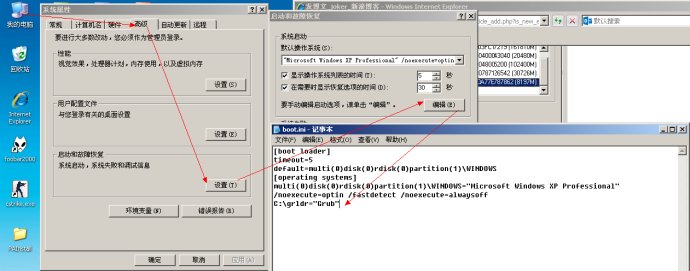 我的电脑
回收站
Internet
Explorer
foobar2000
cstrike.exe
系统属性
常规
计算机名
硬件
高级
自动更新
远程
要进行大多数改动，您必须作为管理员登录。
性能
视觉效果，处理器计划，内存使用，以及虚拟内存
设置(S)
用户配置文件
与您登录有关的桌面设置
设置(E)
启动和故障恢复
系统启动，系统失败和调试信息
设置(T)
环境变量(N)
错误报告(R)
确定
取消
应用(A)
启动和故障恢复
系统启动
默认操作系统(S):
"Microsoft Windows XP Professional" /noexecute=optin
显示操作系统列表的时间(T):
5
秒
在需要时显示恢复选项的时间(D):
30
秒
要手动编辑启动选项，请单击“编辑”。
编辑(E)
发博文_joker_新浪博客 - Windows Internet Explorer
默认搜索
boot.ini - 记事本
文件(F) 编辑(E) 格式(O) 查看(V) 帮助(H)
[boot loader]
timeout=5
default=multi(0)disk(0)rdisk(0)partition(1)\WINDOWS
[operating systems]
multi(0)disk(0)rdisk(0)partition(1)\WINDOWS="Microsoft Windows XP Professional"
/noexecute=optin /fastdetect /noexecute=alwaysoff
C:\grldr="Grub"